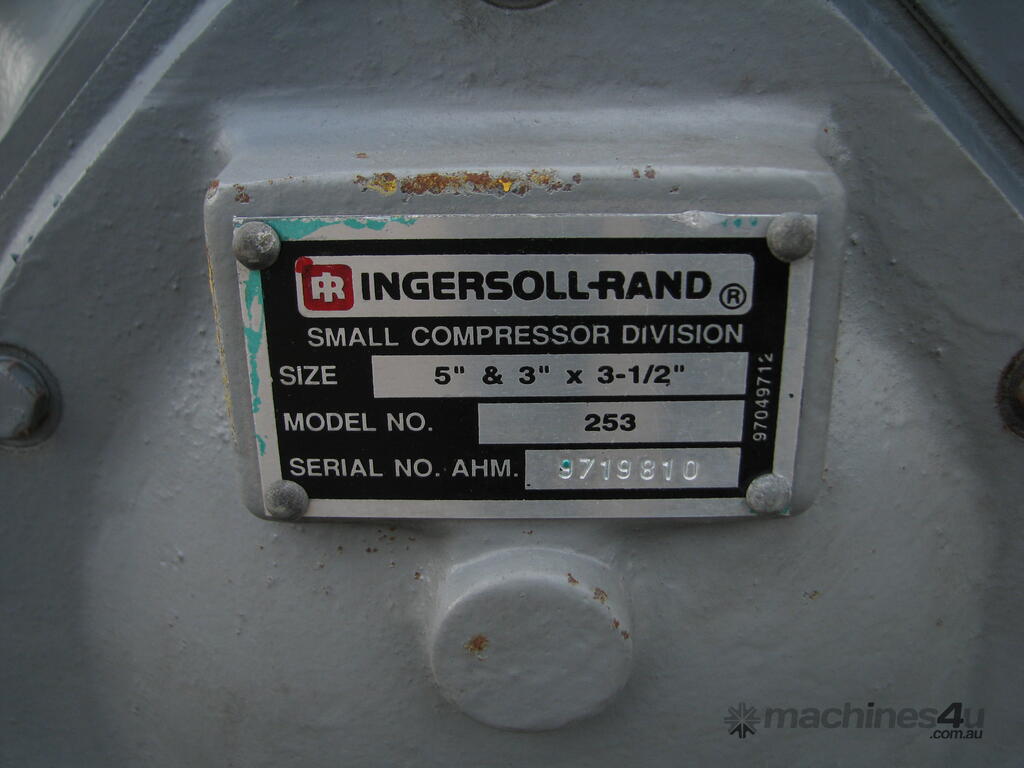 IR INGERSOLL-RAND ®
SMALL COMPRESSOR DIVISION
SIZE 5" & 3" x 3-1/2"
MODEL NO. 253
SERIAL NO. AHM. 9719810
97049712
machines4u
.com.au